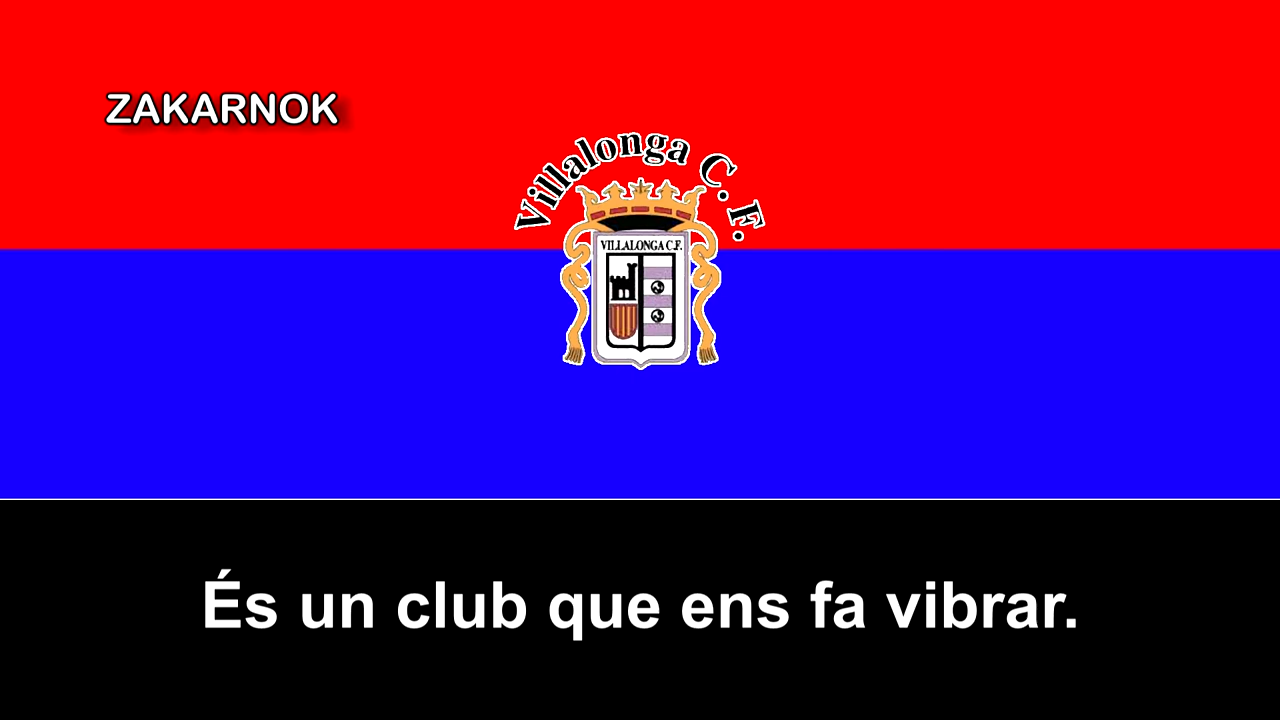 ZAKARNOK
Villalonga C. F.
VILLALONGA C.F.
És un club que ens fa vibrar.